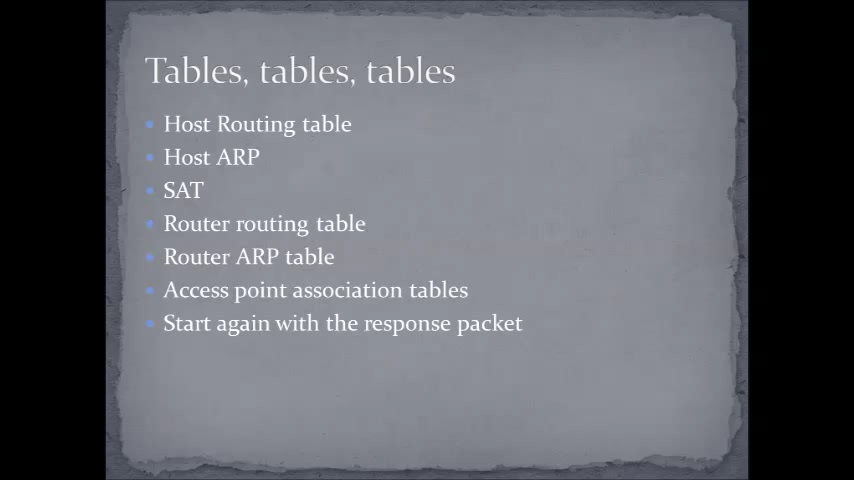 Tables, tables, tables
Host Routing table
Host ARP
SAT
Router routing table
Router ARP table
Access point association tables
Start again with the response packet